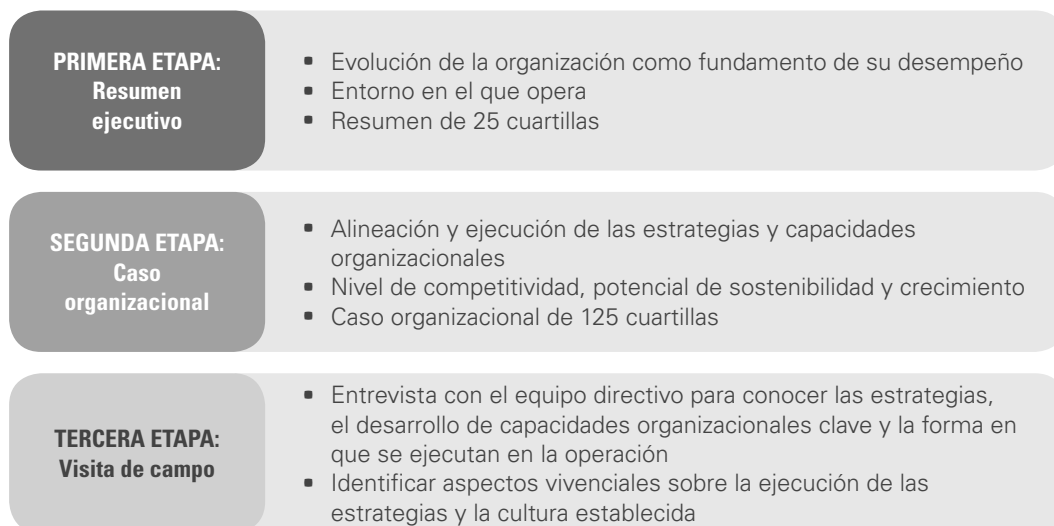 PRIMERA ETAPA:
Resumen
ejecutivo
▪ Evolución de la organización como fundamento de su desempeño
▪ Entorno en el que opera
▪ Resumen de 25 cuartillas
SEGUNDA ETAPA:
Caso
organizacional
▪ Alineación y ejecución de las estrategias y capacidades
organizacionales
▪ Nivel de competitividad, potencial de sostenibilidad y crecimiento
▪ Caso organizacional de 125 cuartillas
TERCERA ETAPA:
Visita de campo
▪ Entrevista con el equipo directivo para conocer las estrategias,
el desarrollo de capacidades organizacionales clave y la forma en
que se ejecutan en la operación
▪ Identificar aspectos vivenciales sobre la ejecución de las
estrategias y la cultura establecida